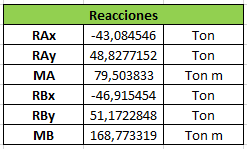 Reacciones
RAx -43,084546 Ton
RAy 48,8277152 Ton
MA 79,503833 Ton m
RBx -46,915454 Ton
RBy 51,1722848 Ton
MB 168,773319 Ton m